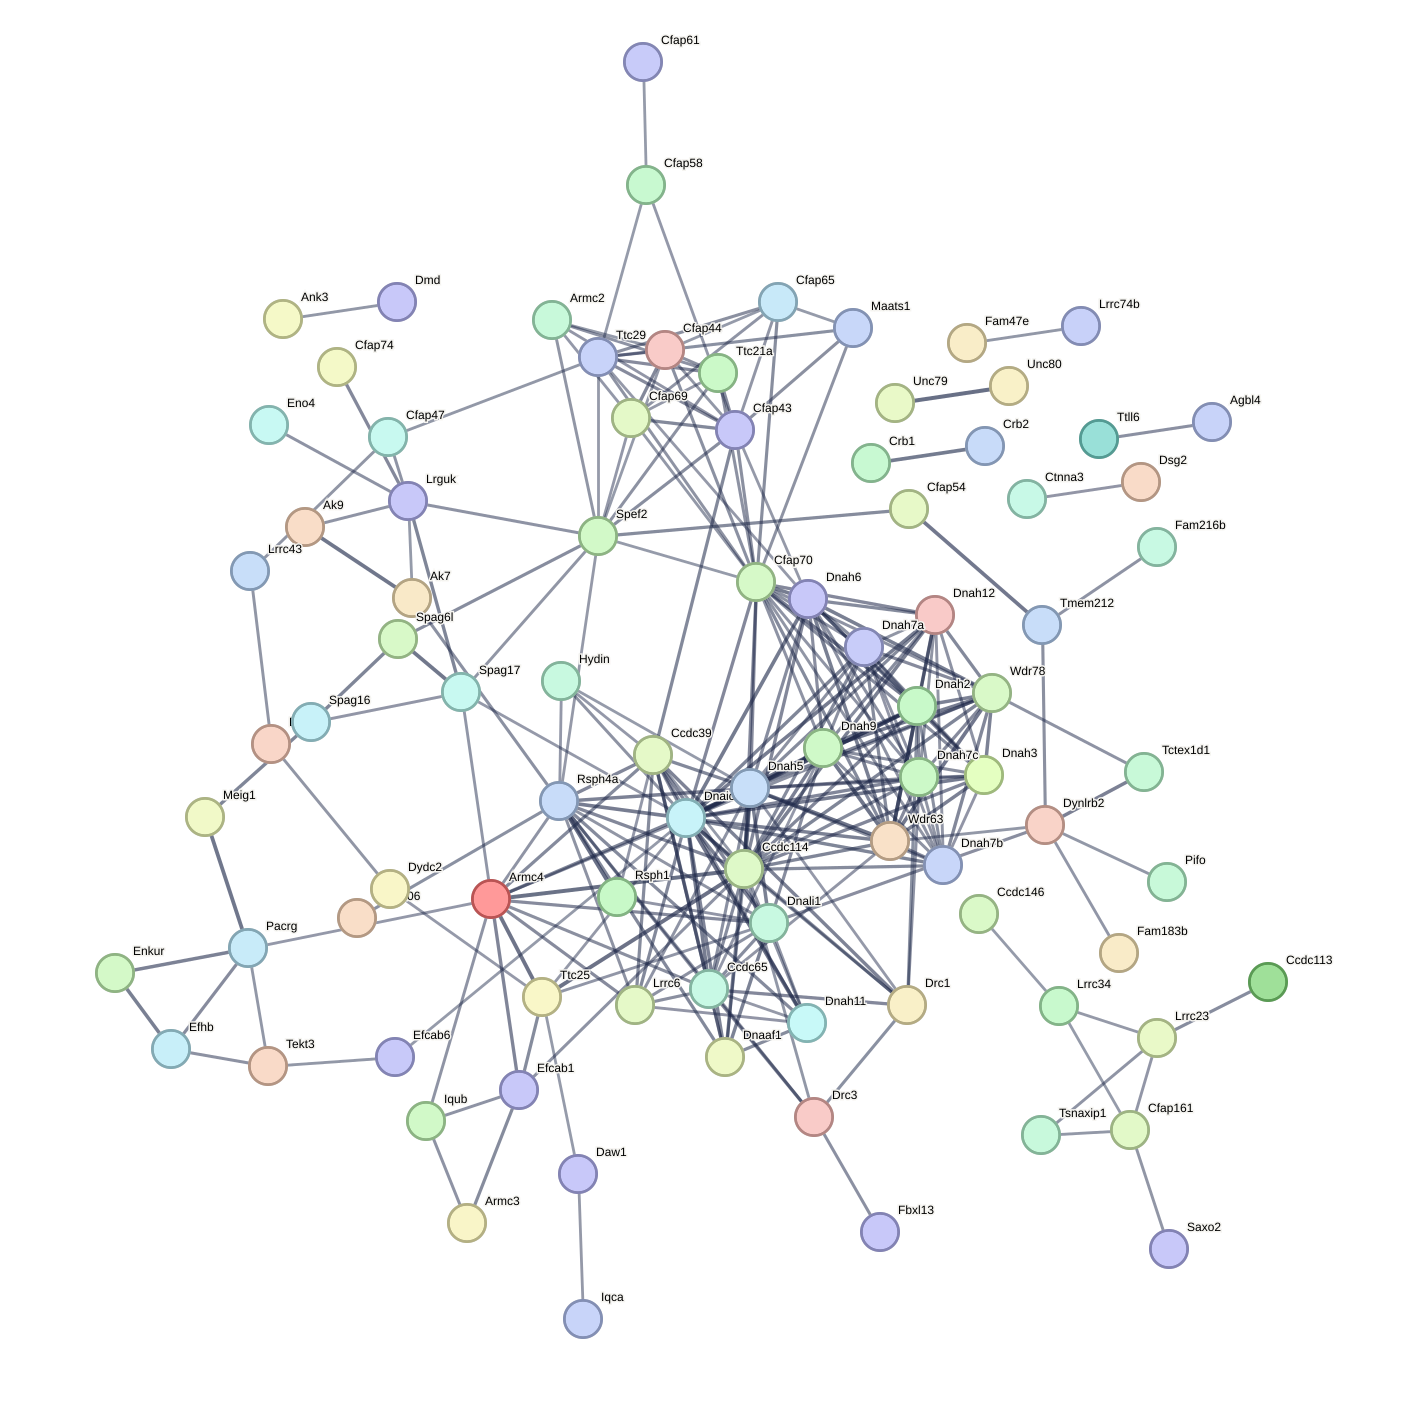 Cfap61
Cfap58
Cfap65
Dmd
Ank3
Armc2
Maats1
Lrrc74b
Fam47e
Cfap44
Ttc29
Ttc21a
Cfap74
Unc80
Unc79
Cfap69
Agbl4
Eno4
Cfap47
Cfap43
Ttll6
Crb2
Crb1
Dsg2
Ctnna3
Lrguk
Cfap54
Ak9
Spef2
Fam216b
Lrrc43
Cfap70
Ak7
Dnah6
Dnah12
Tmem212
Spag6l
Dnah7a
Hydin
Spag17
Wdr78
Dnah2
Spag16
Dnah9
Ccdc39
Dnah3
Dnah7c
Tctex1d1
Dnah5
Rsph4a
Meig1
Dnaic
Dynlrb2
Wdr63
Dnah7b
Ccdc114
Pifo
Dydc2
Armc4
Rsph1
06
Ccdc146
Dnali1
Pacrg
Fam183b
Enkur
Ccdc113
Ccdc65
Ttc25
Lrrc6
Drc1
Lrrc34
Dnah11
Lrrc23
Efhb
Dnaaf1
Efcab6
Tekt3
Efcab1
Drc3
Iqub
Cfap161
Tsnaxip1
Daw1
Armc3
Fbxl13
Saxo2
Iqca